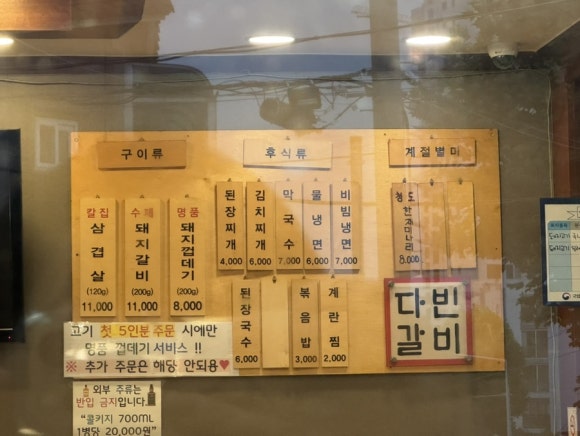 구이류
칼집
삼겹살
(120g)
11,000
수제
돼지갈비
(200g)
11,000
명품
돼지껍데기
(200g)
8,000
후식류
된장찌개
4,000
김치찌개
6,000
막국수
7,000
물냉면
6,000
비빔냉면
7,000
된장국수
6,000
볶음밥
3,000
계란찜
2,000
계절별미
청도
한재미나리
8,000
다빈
갈비
고기 첫 5인분 주문 시에만
명품 껍데기 서비스 !!
※ 추가 주문은 해당 안되용♥
외부 주류는
반입 금지입니다.
"콜키지 700ML
1병당 20,000원"